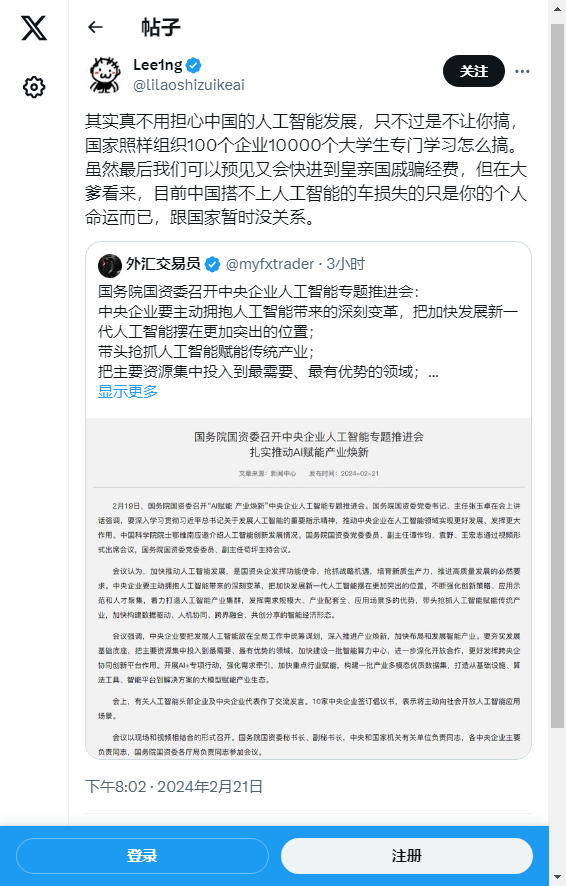 帖子
Lee1ng
@lilaoshizuikeai
关注
其实真不用担心中国的人工智能发展，只不过是不让你搞，
国家照样组织100个企业10000个大学生专门学习怎么搞。
虽然最后我们可以预见又会快进到皇亲国戚骗经费，但在大
爹看来，目前中国搭不上人工智能的车损失的只是你的个人
命运而已，跟国家暂时没关系。
外汇交易员 @myfxtrader · 3小时
国务院国资委召开中央企业人工智能专题推进会：
中央企业要主动拥抱人工智能带来的深刻变革，把加快发展新一
代人工智能摆在更加突出的位置；
带头抢抓人工智能赋能传统产业；
把主要资源集中投入到最需要、最有优势的领域；...
显示更多
国务院国资委召开中央企业人工智能专题推进会
扎实推动AI赋能产业焕新
文章来源：新闻中心 发布时间：2024-02-21
2月19日，国务院国资委召开“AI赋能 产业焕新”中央企业人工智能专题推进会。国务院国资委党委书记、主任张玉卓在会上讲
话强调，要深入学习贯彻习近平总书记关于发展人工智能的重要指示精神，推动中央企业在人工智能领域实现更好发展、发挥更大
作用。中国科学院院士鄂维南应邀介绍人工智能创新发展情况。国务院国资委党委委员、副主任谭作钧、袁野、王宏志通过视频形
式出席会议。国务院国资委党委委员、副主任苟坪主持会议。
会议认为，加快推动人工智能发展，是国资央企发挥功能使命，抢抓战略机遇，培育新质生产力，推进高质量发展的必然要
求。中央企业要主动拥抱人工智能带来的深刻变革，把加快发展新一代人工智能摆在更加突出的位置，不断强化创新策略、应用示
范和人才聚集，着力打造人工智能产业集群，发挥需求规模大、产业配套全、应用场景多的优势，带头抢抓人工智能赋能传统产
业，加快构建数据驱动、人机协同、跨界融合、共创分享的智能经济形态。
会议强调，中央企业要把发展人工智能放在全局工作中统筹谋划，深入推进产业焕新，加快布局和发展智能产业。要夯实发展
基础底座，把主要资源集中投入到最需要、最有优势的领域，加快建设一批智能算力中心，进一步深化开放合作，更好发挥跨央企
协同创新平台作用。开展AI+专项行动，强化需求牵引，加快重点行业赋能，构建一批产业多模态优质数据集，打造从基础设施、算
法工具、智能平台到解决方案的大模型赋能产业生态。
会上，有关人工智能头部企业及中央企业代表作了交流发言。10家中央企业签订倡议书，表示将主动向社会开放人工智能应用
场景。
会议以现场和视频相结合的形式召开。国务院国资委秘书长、副秘书长，中央和国家机关有关单位负责同志，各中央企业主要
负责同志，国务院国资委各厅局负责同志参加会议。
下午8:02 · 2024年2月21日
登录
注册